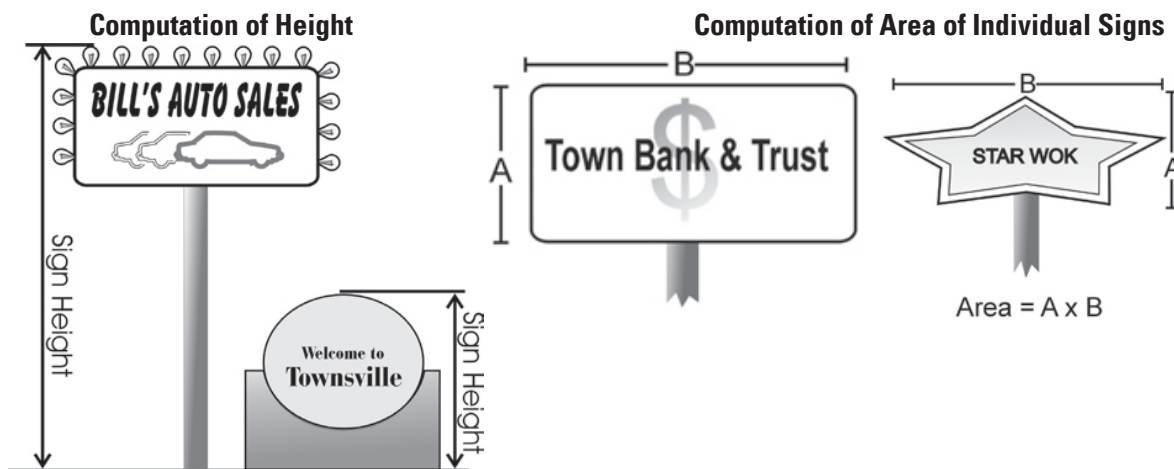 Computation of Height
BILL'S AUTO SALES
Sign Height
Welcome to
Townsville
Sign Height
Computation of Area of Individual Signs
B
A
$
Town Bank & Trust
B
A
STAR WOK
Area = A x B